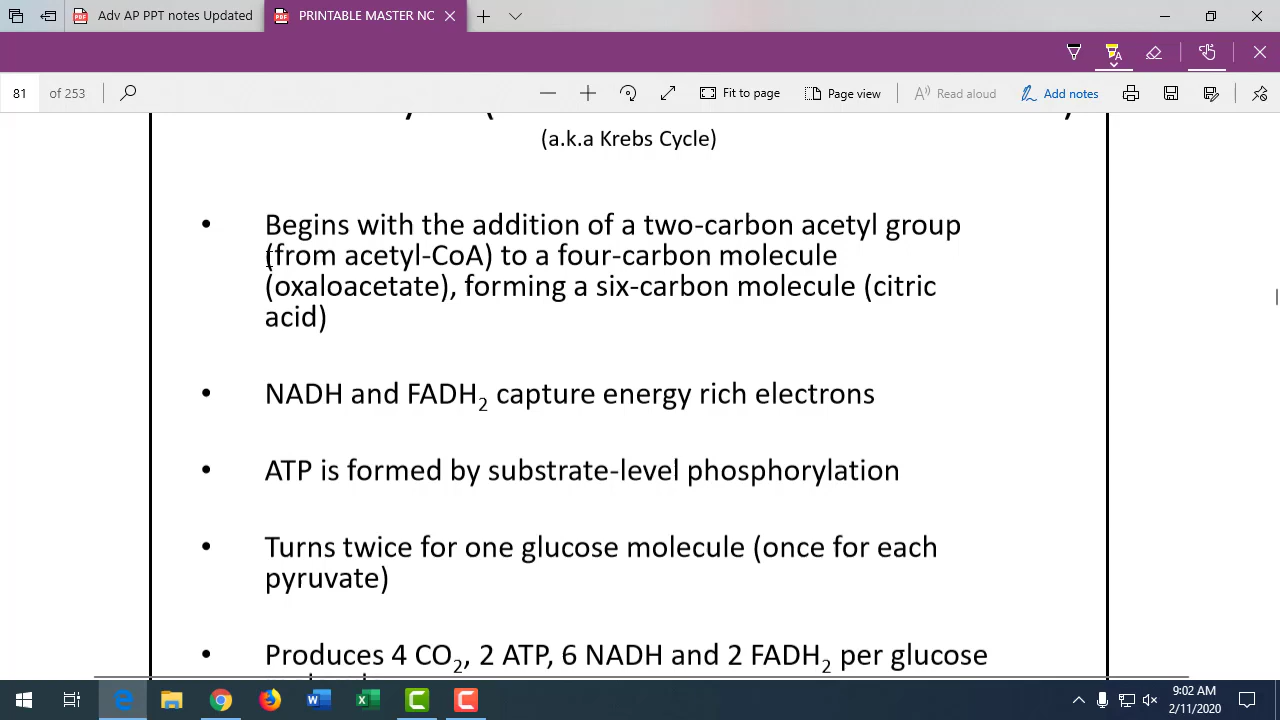 Adv AP PPT notes Updated
PRINTABLE MASTER NC
81 of 253
Fit to page
Page view
Read aloud
Add notes
(a.k.a Krebs Cycle)
• Begins with the addition of a two-carbon acetyl group
(from acetyl-CoA) to a four-carbon molecule
(oxaloacetate), forming a six-carbon molecule (citric
acid)
• NADH and FADH₂ capture energy rich electrons
• ATP is formed by substrate-level phosphorylation
• Turns twice for one glucose molecule (once for each
pyruvate)
• Produces 4 CO₂, 2 ATP, 6 NADH and 2 FADH₂ per glucose
9:02 AM
2/11/2020